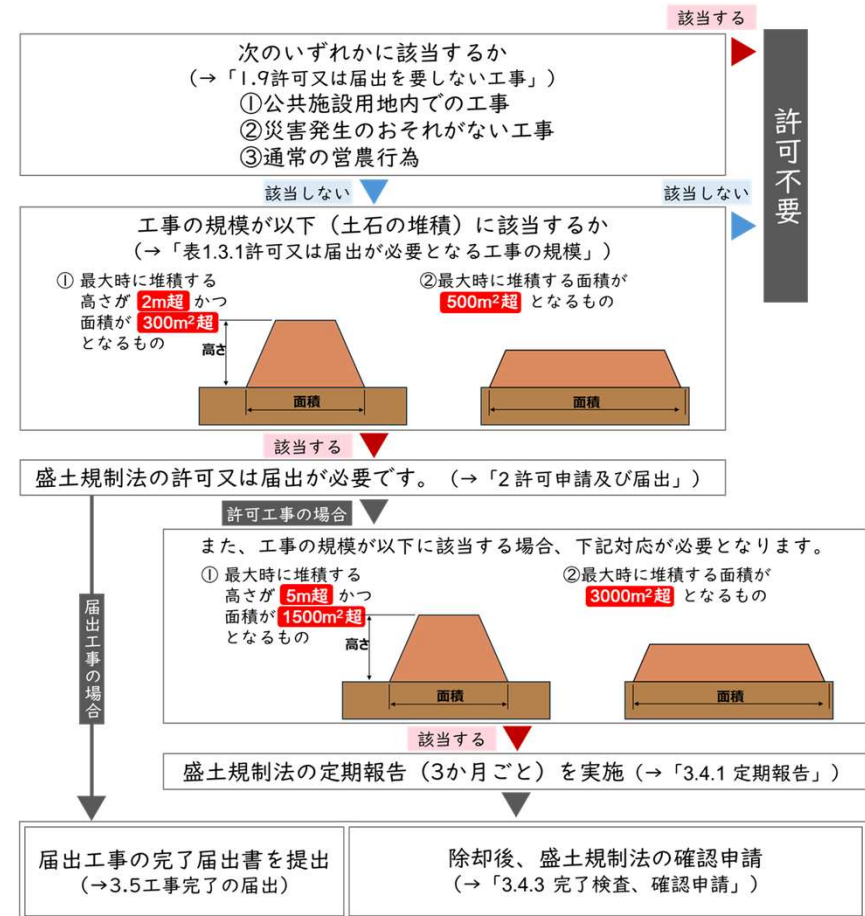 該当する
次のいずれかに該当するか
(→「1.9許可又は届出を要しない工事」)
①公共施設用地内での工事
②災害発生のおそれがない工事
③通常の営農行為
許可不要
該当しない
該当しない
工事の規模が以下（土石の堆積）に該当するか
(→「表1.3.1許可又は届出が必要となる工事の規模」)
① 最大時に堆積する
高さが 2m超 かつ
面積が 300m²超
となるもの
高さ
面積
②最大時に堆積する面積が
500m²超 となるもの
面積
該当する
盛土規制法の許可又は届出が必要です。(→「2 許可申請及び届出」)
許可工事の場合
届出工事の場合
また、工事の規模が以下に該当する場合、下記対応が必要となります。
① 最大時に堆積する
高さが 5m超 かつ
面積が 1500m²超
となるもの
高さ
面積
②最大時に堆積する面積が
3000m²超 となるもの
面積
該当する
盛土規制法の定期報告（3か月ごと）を実施（→「3.4.1 定期報告」）
届出工事の完了届出書を提出
(→3.5工事完了の届出)
除却後、盛土規制法の確認申請
(→「3.4.3 完了検査、確認申請」)